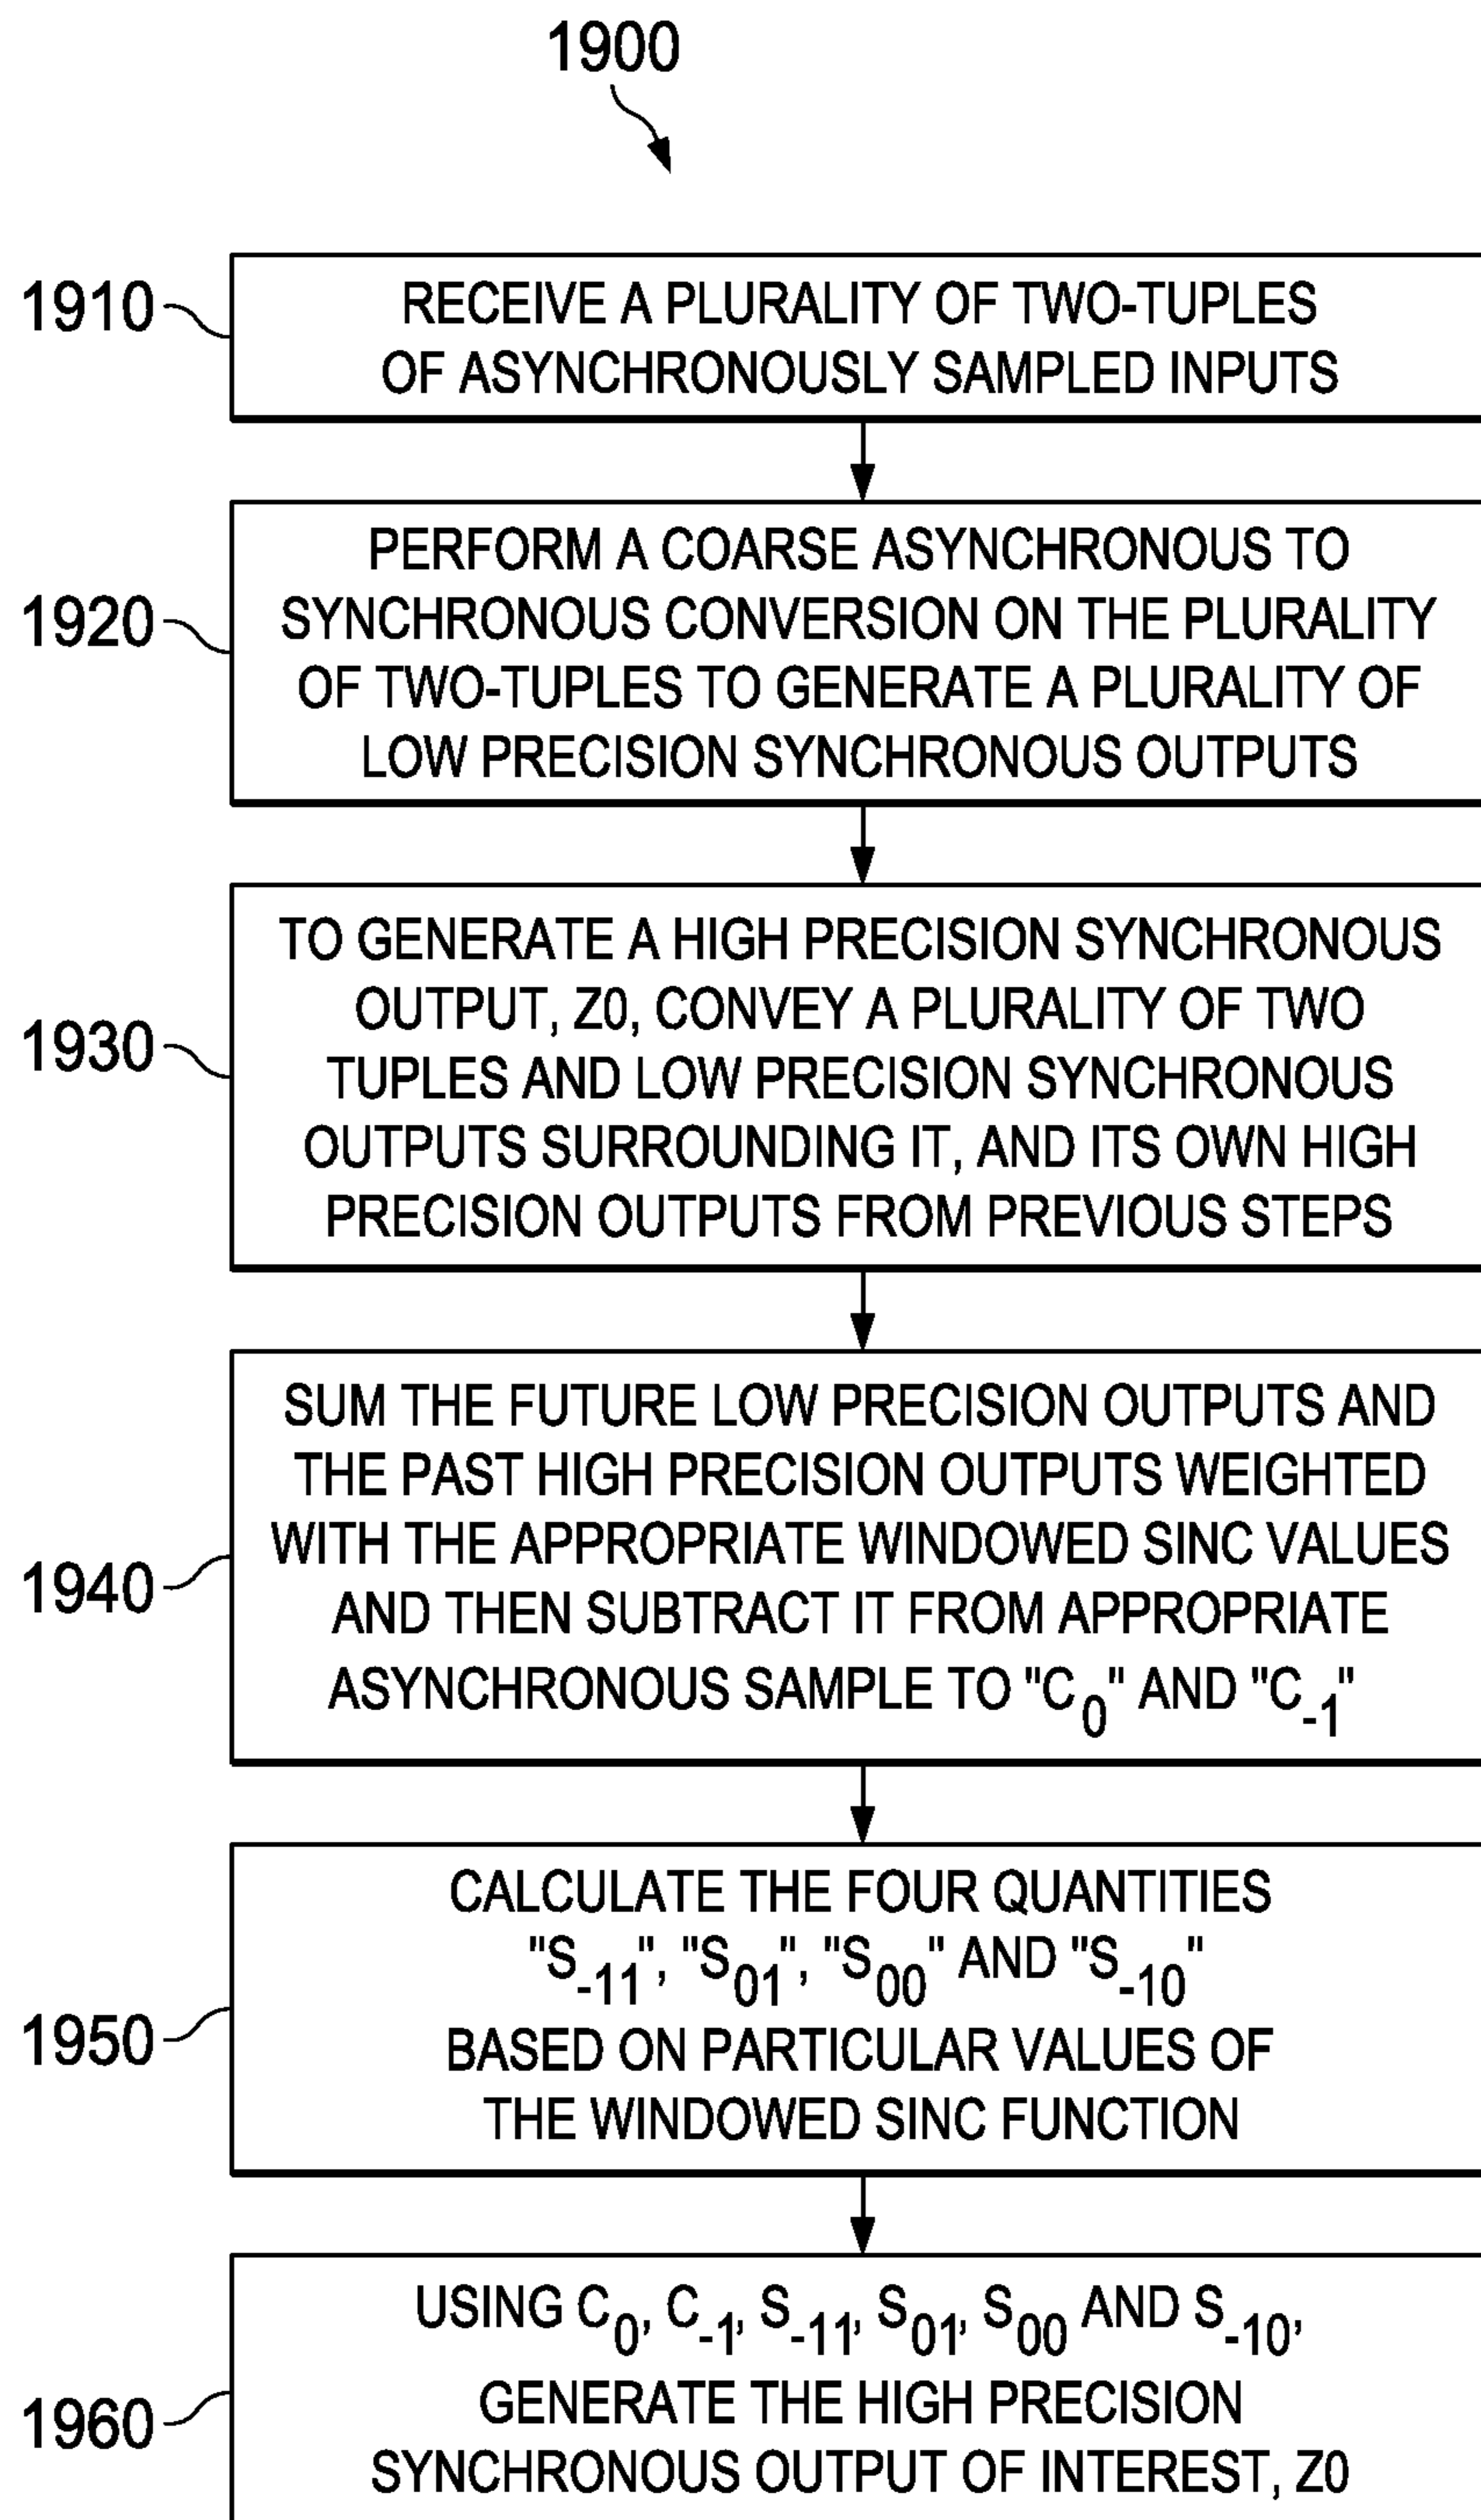 1900
1910
RECEIVE A PLURALITY OF TWO-TUPLES
OF ASYNCHRONOUSLY SAMPLED INPUTS
1920
PERFORM A COARSE ASYNCHRONOUS TO
SYNCHRONOUS CONVERSION ON THE PLURALITY
OF TWO-TUPLES TO GENERATE A PLURALITY OF
LOW PRECISION SYNCHRONOUS OUTPUTS
1930
TO GENERATE A HIGH PRECISION SYNCHRONOUS
OUTPUT, Z0, CONVEY A PLURALITY OF TWO
TUPLES AND LOW PRECISION SYNCHRONOUS
OUTPUTS SURROUNDING IT, AND ITS OWN HIGH
PRECISION OUTPUTS FROM PREVIOUS STEPS
1940
SUM THE FUTURE LOW PRECISION OUTPUTS AND
THE PAST HIGH PRECISION OUTPUTS WEIGHTED
WITH THE APPROPRIATE WINDOWED SINC VALUES
AND THEN SUBTRACT IT FROM APPROPRIATE
ASYNCHRONOUS SAMPLE TO "C0" AND "C-1"
1950
CALCULATE THE FOUR QUANTITIES
"S-11", "S01", "S00" AND "S-10"
BASED ON PARTICULAR VALUES OF
THE WINDOWED SINC FUNCTION
1960
USING C0, C-1, S-11, S01, S00 AND S-10,
GENERATE THE HIGH PRECISION
SYNCHRONOUS OUTPUT OF INTEREST, Z0